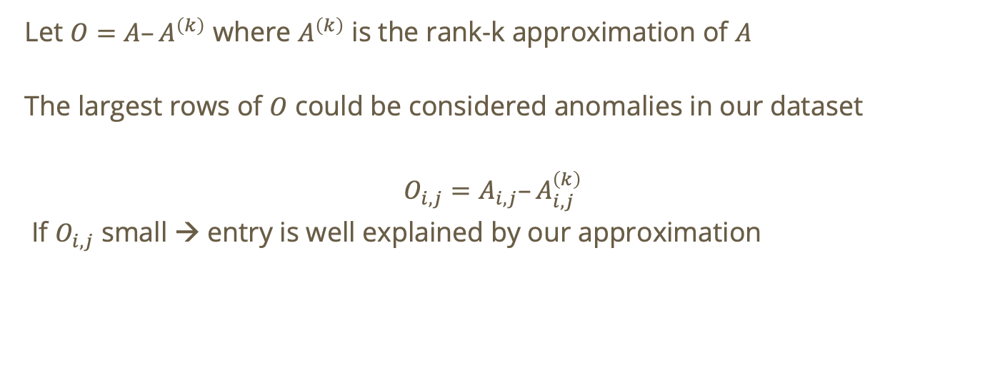 Let O = A– A^(k) where A^(k) is the rank-k approximation of A
The largest rows of O could be considered anomalies in our dataset
O_{i,j} = A_{i,j}– A_{i,j}^(k)
If O_{i,j} small → entry is well explained by our approximation